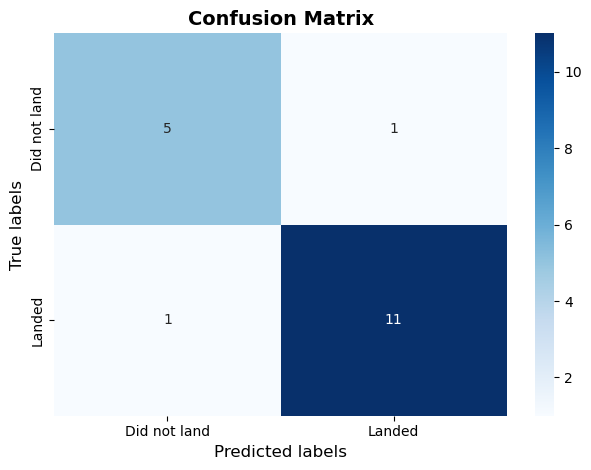 Confusion Matrix
True labels
Did not land
5
1
Landed
1
11
Did not land
Landed
Predicted labels
10
8
6
4
2